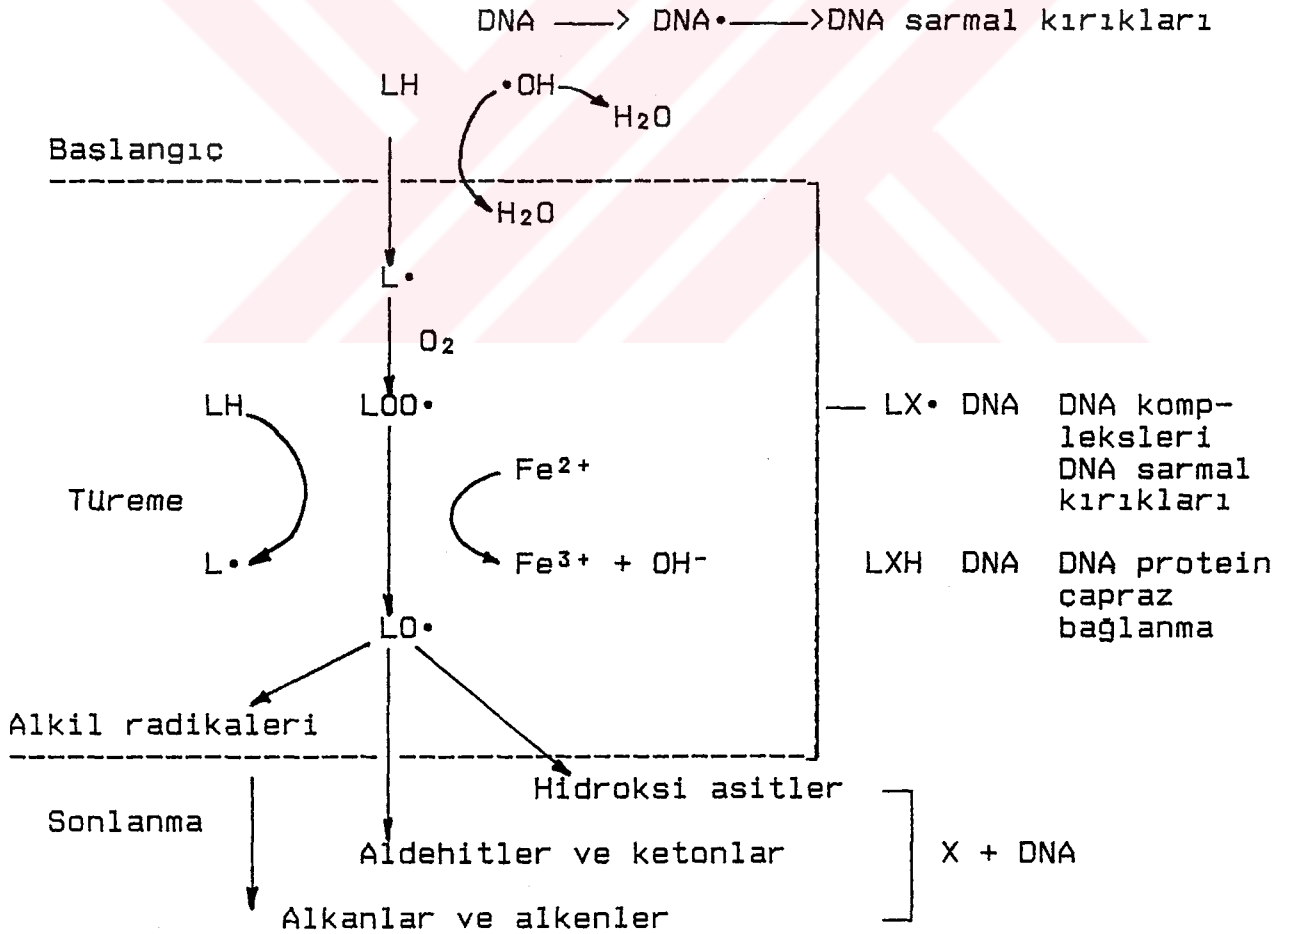 DNA ——> DNA•——>DNA sarmal kırıkları
LH •OH
H₂O
Başlangıç
H₂O
L•
O₂
LH LOO• — LX• DNA DNA komp-
leksleri
Fe²⁺ DNA sarmal
Türeme kırıkları
L• Fe³⁺ + OH⁻ LXH DNA DNA protein
çapraz
LO• bağlanma
Alkil radikaleri
Hidroksi asitler
Sonlanma
Aldehitler ve ketonlar X + DNA
Alkanlar ve alkenler